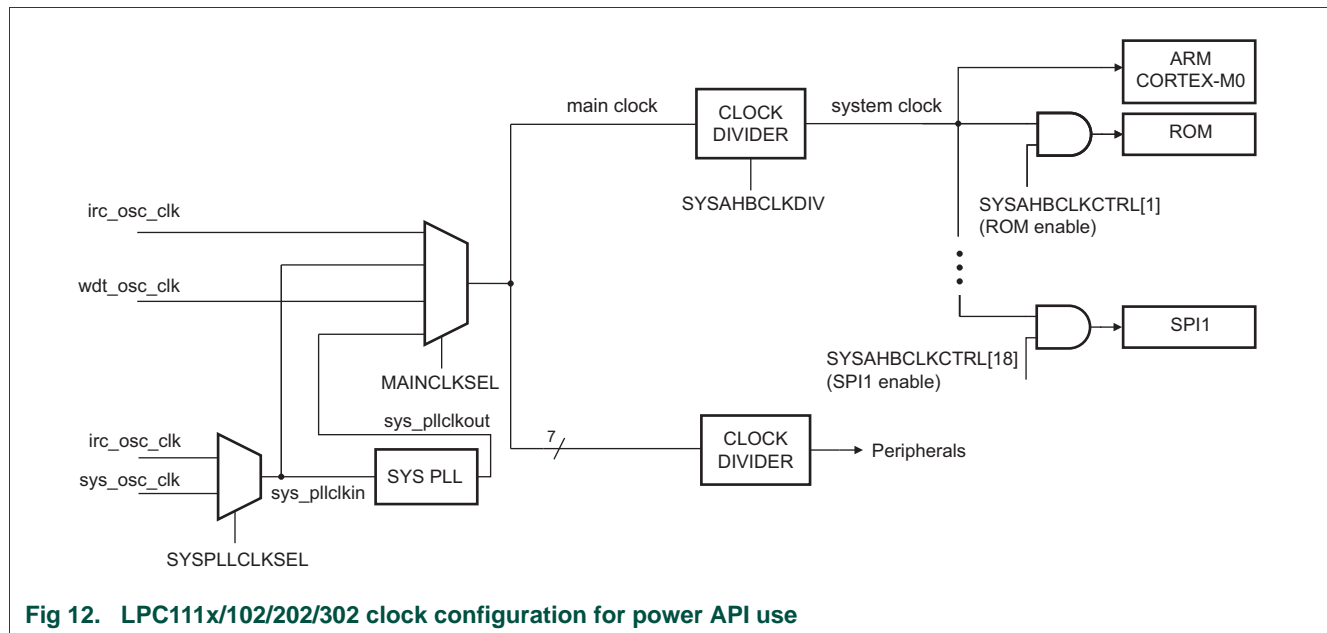 ARM
CORTEX-M0
main clock
CLOCK
DIVIDER
system clock
ROM
SYSAHBCLKDIV
SYSAHBCLKCTRL[1]
(ROM enable)
irc_osc_clk
wdt_osc_clk
SPI1
SYSAHBCLKCTRL[18]
(SPI1 enable)
MAINCLKSEL
sys_pllclkout
irc_osc_clk
sys_osc_clk
sys_pllclkin
SYS PLL
7
CLOCK
DIVIDER
Peripherals
SYSPLLCLKSEL
Fig 12. LPC111x/102/202/302 clock configuration for power API use